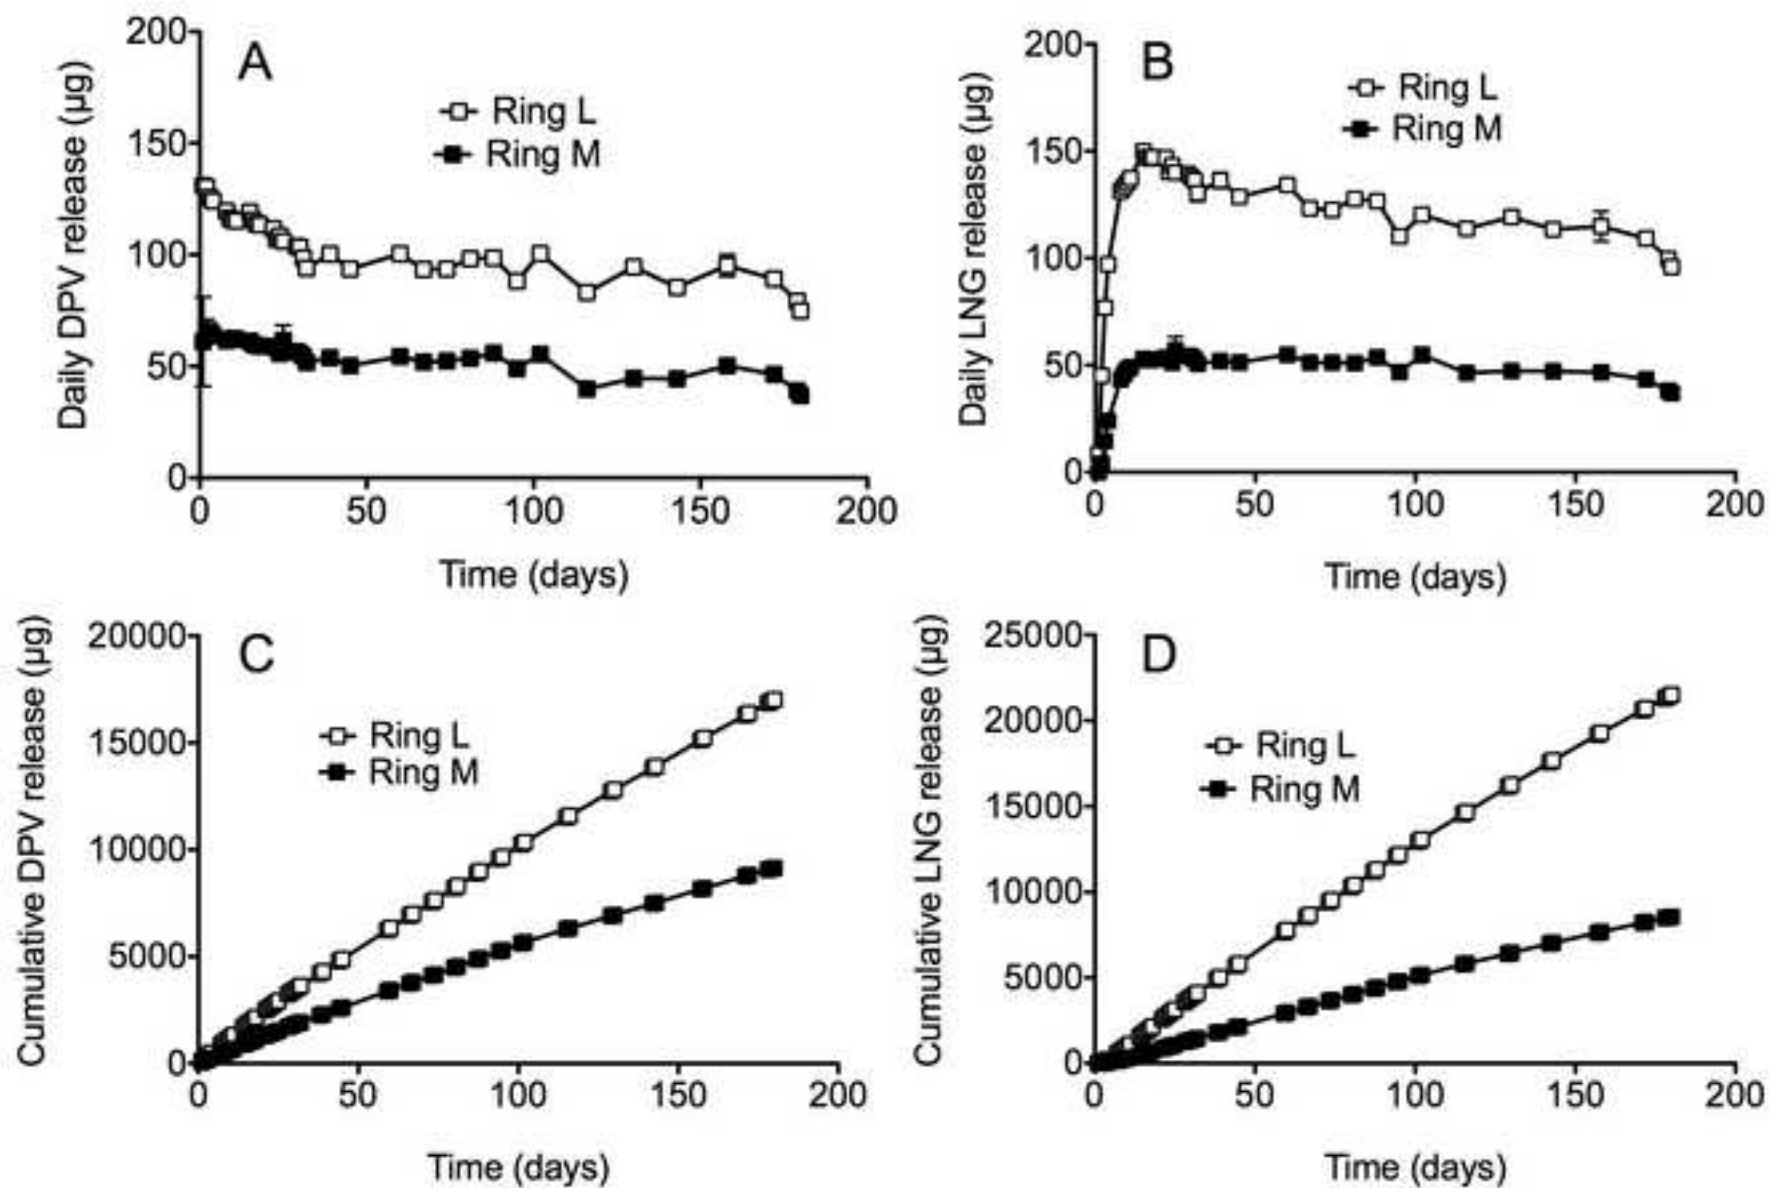 A
Daily DPV release (µg)
200
150
100
50
0
Ring L
Ring M
0 50 100 150 200
Time (days)
B
Daily LNG release (µg)
200
150
100
50
0
Ring L
Ring M
0 50 100 150 200
Time (days)
C
Cumulative DPV release (µg)
20000
15000
10000
5000
0
Ring L
Ring M
0 50 100 150 200
Time (days)
D
Cumulative LNG release (µg)
25000
20000
15000
10000
5000
0
Ring L
Ring M
0 50 100 150 200
Time (days)